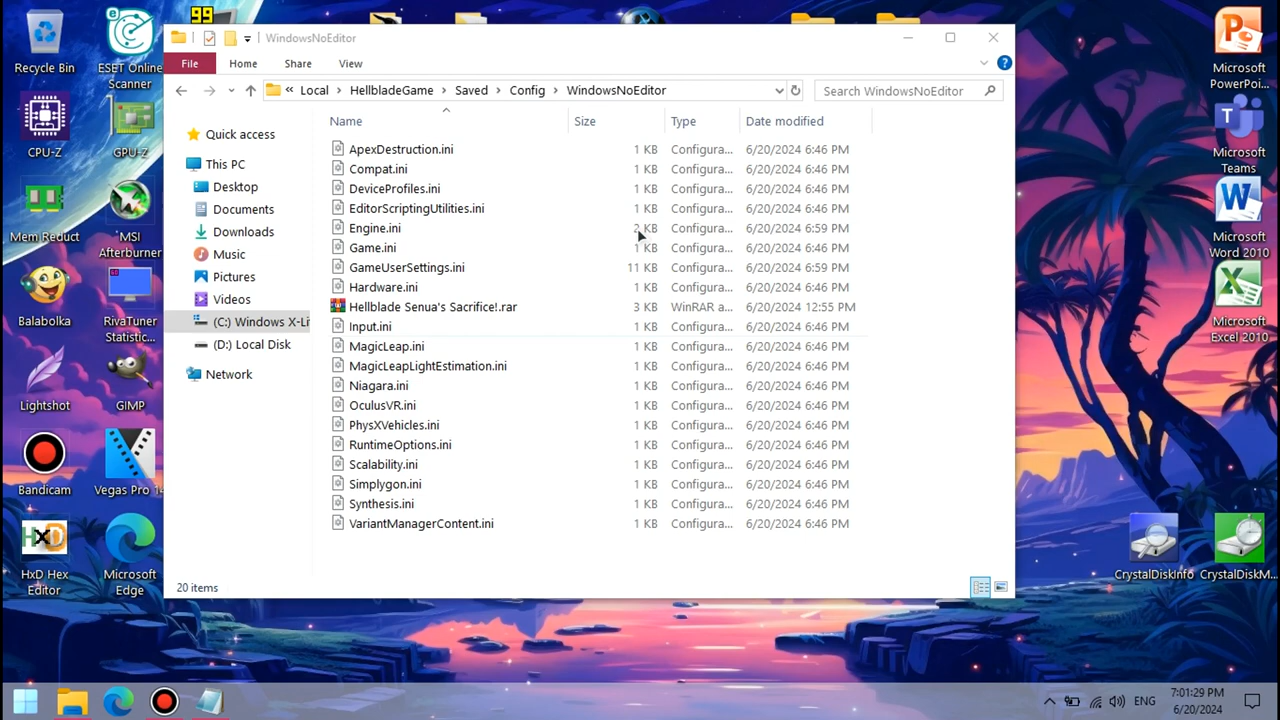 99
WindowsNoEditor
File Home Share View
« Local > HellbladeGame > Saved > Config > WindowsNoEditor
Search WindowsNoEditor
Name Size Type Date modified
ApexDestruction.ini 1 KB Configura... 6/20/2024 6:46 PM
Compat.ini 1 KB Configura... 6/20/2024 6:46 PM
DeviceProfiles.ini 1 KB Configura... 6/20/2024 6:46 PM
EditorScriptingUtilities.ini 1 KB Configura... 6/20/2024 6:46 PM
Engine.ini 2 KB Configura... 6/20/2024 6:59 PM
Game.ini 1 KB Configura... 6/20/2024 6:46 PM
GameUserSettings.ini 11 KB Configura... 6/20/2024 6:59 PM
Hardware.ini 1 KB Configura... 6/20/2024 6:46 PM
Hellblade Senua's Sacrifice!.rar 3 KB WinRAR a... 6/20/2024 12:55 PM
Input.ini 1 KB Configura... 6/20/2024 6:46 PM
MagicLeap.ini 1 KB Configura... 6/20/2024 6:46 PM
MagicLeapLightEstimation.ini 1 KB Configura... 6/20/2024 6:46 PM
Niagara.ini 1 KB Configura... 6/20/2024 6:46 PM
OculusVR.ini 1 KB Configura... 6/20/2024 6:46 PM
PhysXVehicles.ini 1 KB Configura... 6/20/2024 6:46 PM
RuntimeOptions.ini 1 KB Configura... 6/20/2024 6:46 PM
Scalability.ini 1 KB Configura... 6/20/2024 6:46 PM
Simplygon.ini 1 KB Configura... 6/20/2024 6:46 PM
Synthesis.ini 1 KB Configura... 6/20/2024 6:46 PM
VariantManagerContent.ini 1 KB Configura... 6/20/2024 6:46 PM
Quick access
This PC
Desktop
Documents
Downloads
Music
Pictures
Videos
(C:) Windows X-Li
(D:) Local Disk
Network
20 items
Recycle Bin
ESET Online
Scanner
CPU-Z
GPU-Z
Mem Reduct
MSI
Afterburner
Balabolka
RivaTuner
Statistic...
Lightshot
GIMP
Bandicam
Vegas Pro 14
HxD
HxD Hex
Editor
Microsoft
Edge
Microsoft
PowerPoi...
Microsoft
Teams
Microsoft
Word 2010
Microsoft
Excel 2010
CrystalDiskInfo
CrystalDiskM...
ENG
7:01:29 PM
6/20/2024